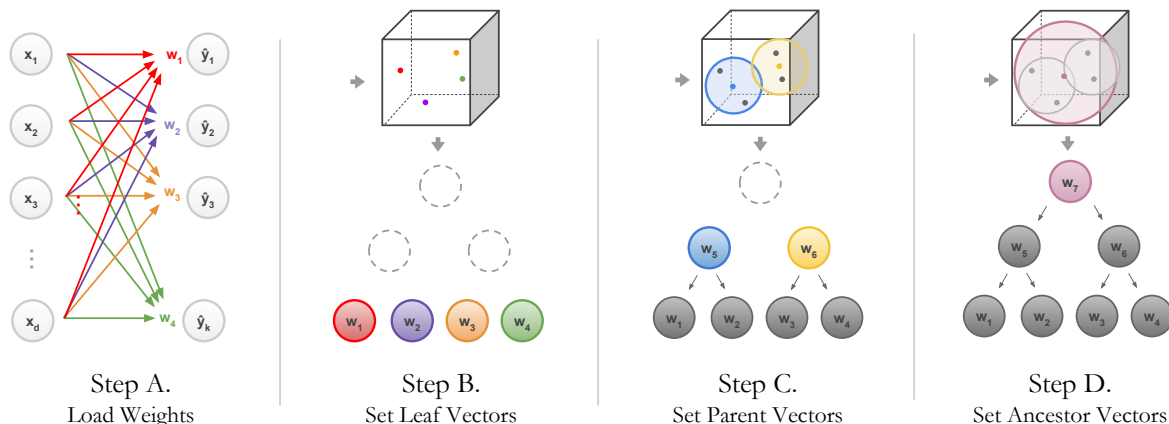 x₁ w₁ ŷ₁
x₂ w₂ ŷ₂
x₃ w₃ ŷ₃
⋮
x_d w₄ ŷ_k
Step A.
Load Weights
w₁ w₂ w₃ w₄
Step B.
Set Leaf Vectors
w₅ w₆
w₁ w₂ w₃ w₄
Step C.
Set Parent Vectors
w₇
w₅ w₆
w₁ w₂ w₃ w₄
Step D.
Set Ancestor Vectors